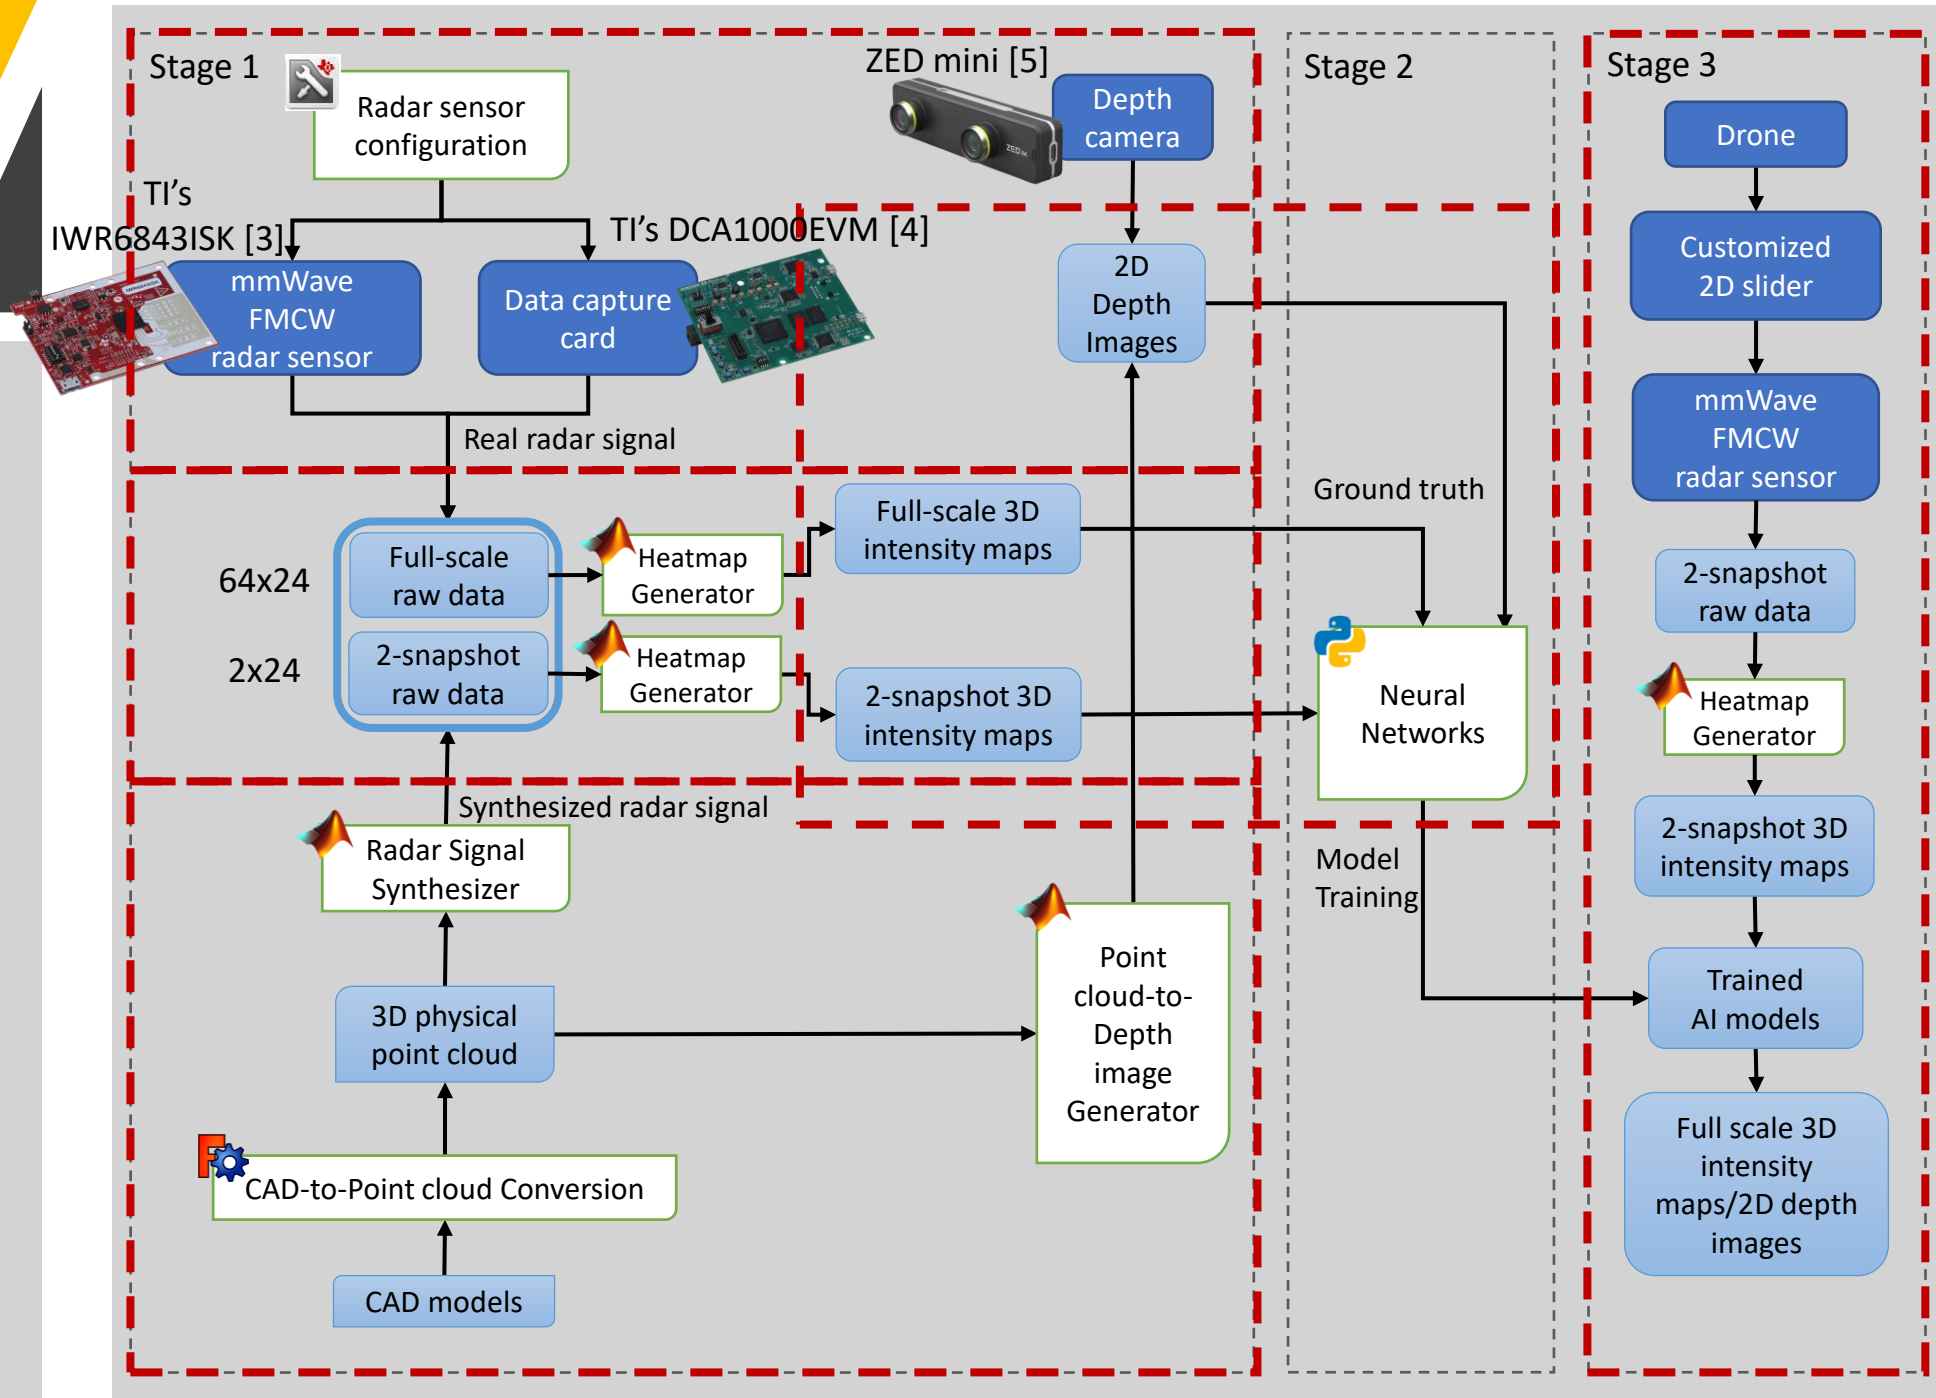 Stage 1
Radar sensor
configuration
TI's
IWR6843ISK [3]
mmWave
FMCW
radar sensor
TI's DCA1000EVM [4]
Data capture
card
Real radar signal
ZED mini [5]
ZED M
Depth
camera
2D
Depth
Images
64x24
Full-scale
raw data
Heatmap
Generator
Full-scale 3D
intensity maps
2x24
2-snapshot
raw data
Heatmap
Generator
2-snapshot 3D
intensity maps
Synthesized radar signal
Radar Signal
Synthesizer
3D physical
point cloud
CAD-to-Point cloud Conversion
CAD models
Point
cloud-to-
Depth
image
Generator
Stage 2
Ground truth
Neural
Networks
Model
Training
Stage 3
Drone
Customized
2D slider
mmWave
FMCW
radar sensor
2-snapshot
raw data
Heatmap
Generator
2-snapshot 3D
intensity maps
Trained
AI models
Full scale 3D
intensity
maps/2D depth
images